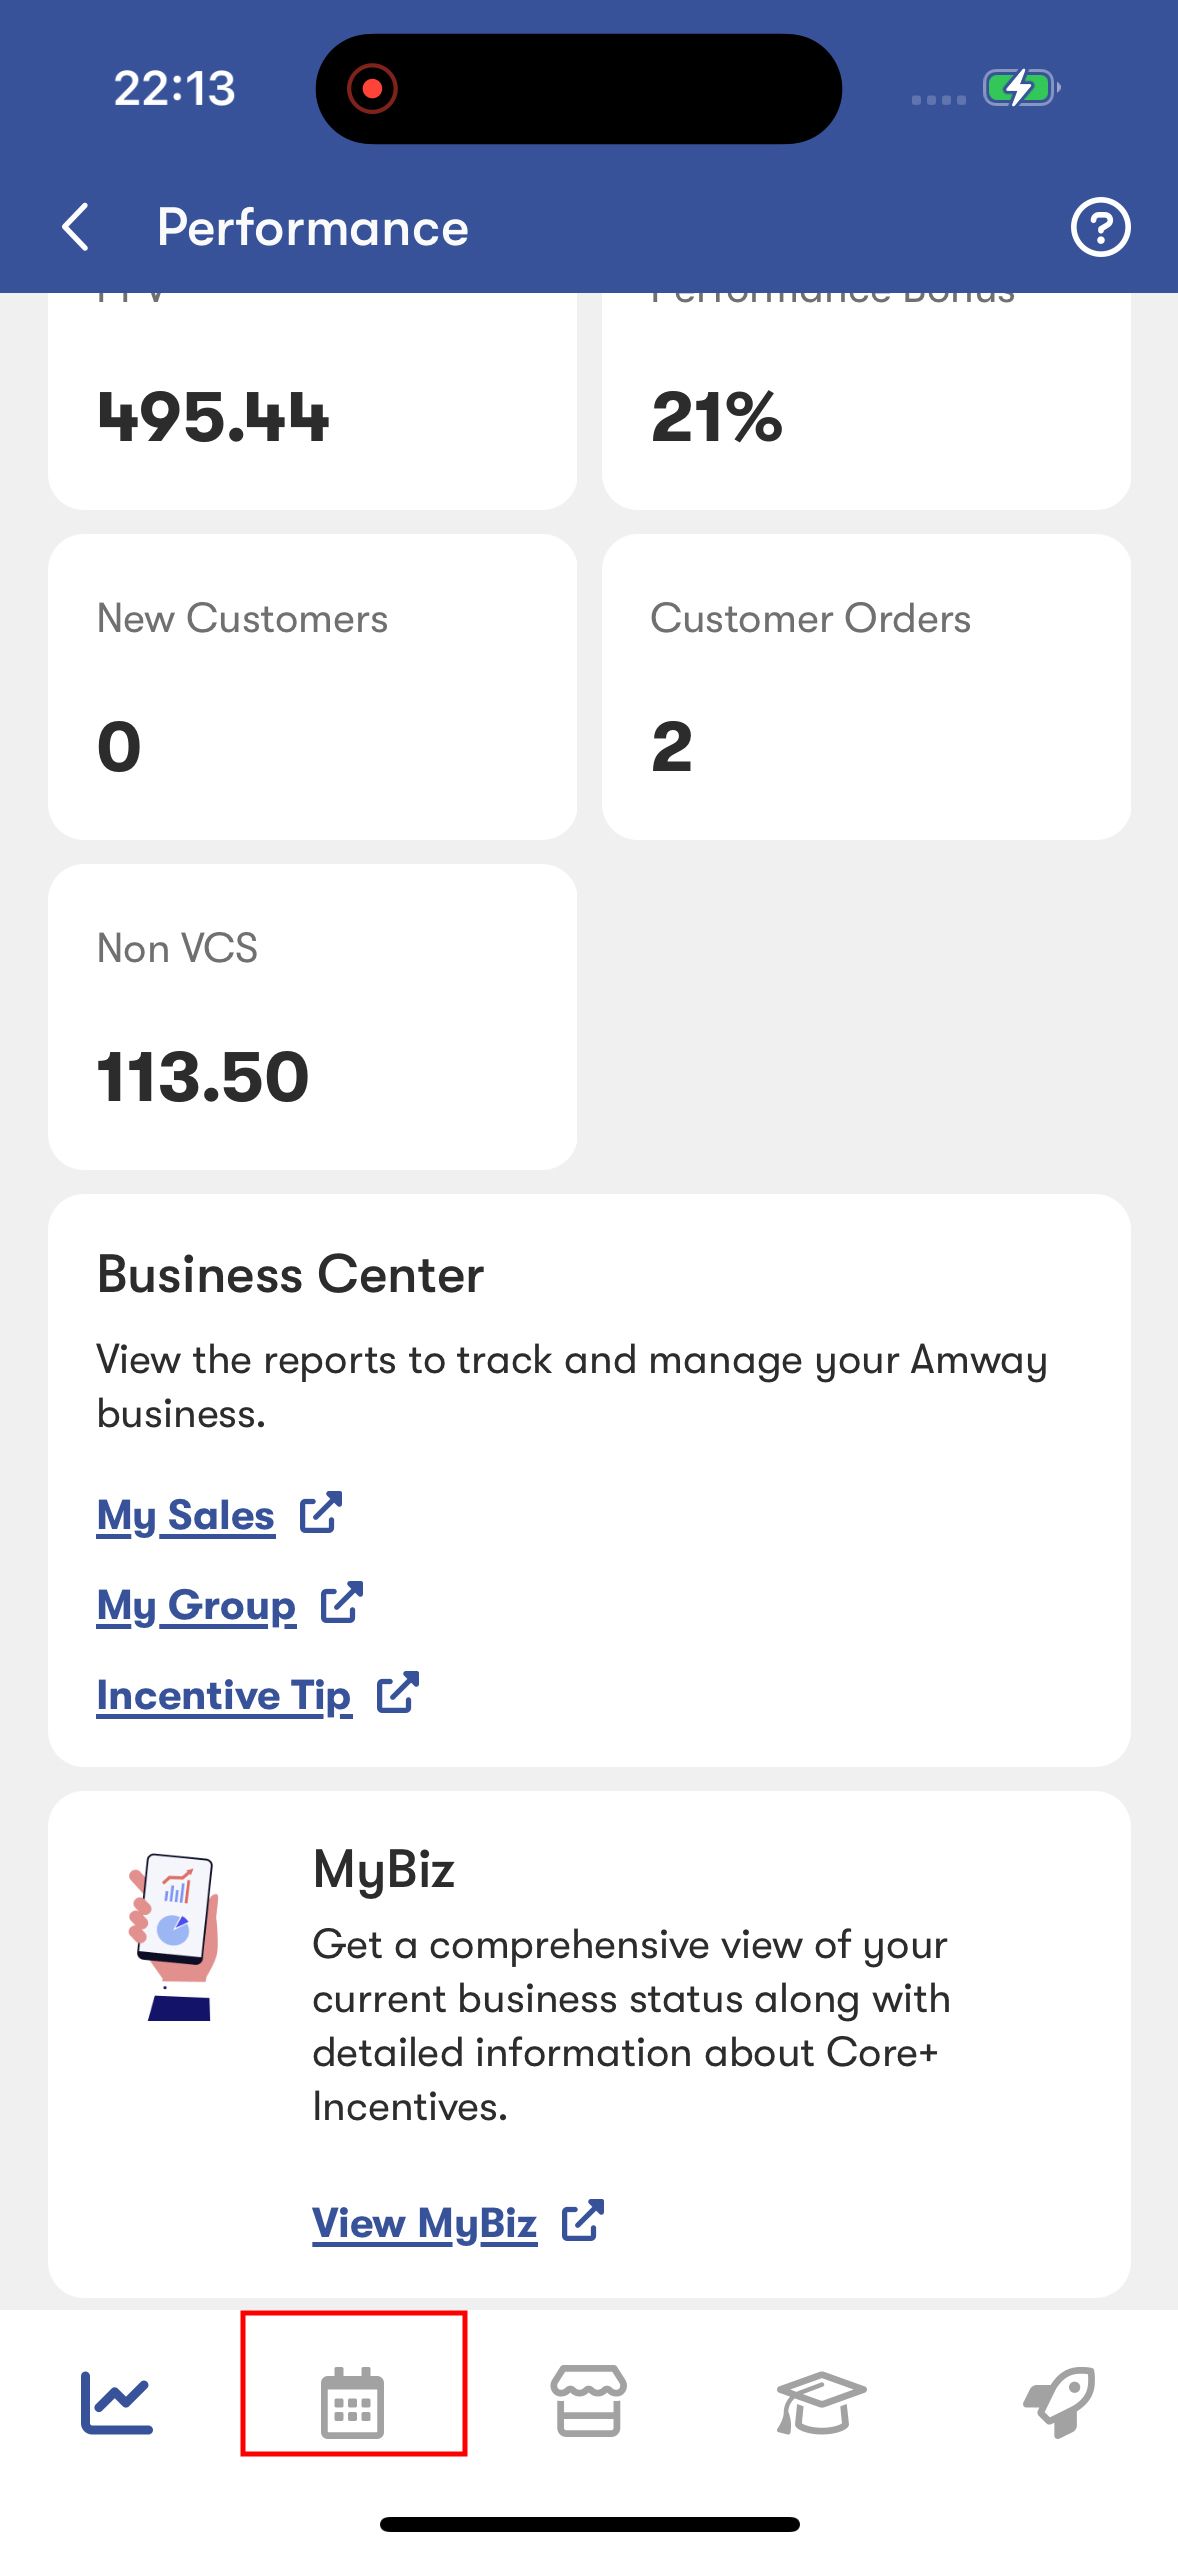 22:13
Performance
Performance Bonus
495.44
21%
New Customers
Customer Orders
0
2
Non VCS
113.50
Business Center
View the reports to track and manage your Amway
business.
My Sales
My Group
Incentive Tip
MyBiz
Get a comprehensive view of your
current business status along with
detailed information about Core+
Incentives.
View MyBiz